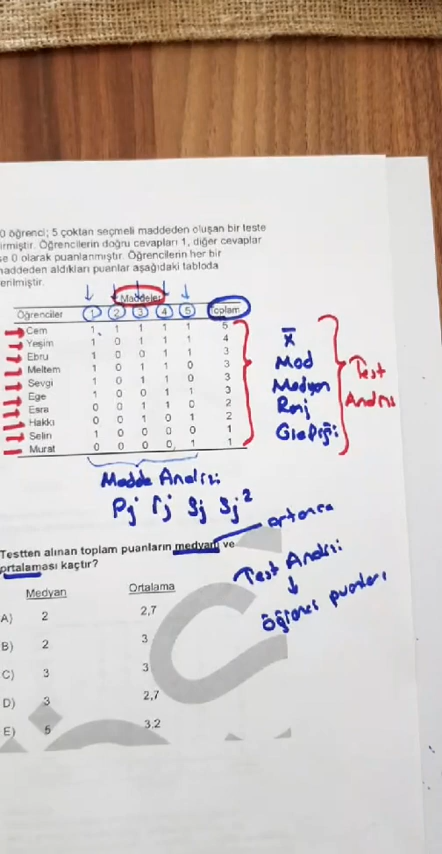 0 öğrenci; 5 çoktan seçmeli maddeden oluşan bir teste
irmiştir. Öğrencilerin doğru cevapları 1, diğer cevaplar
se 0 olarak puanlanmıştır. Öğrencilerin her bir
naddeden aldıkları puanlar aşağıdaki tabloda
erilmiştir.
Maddeler
Öğrenciler 1 2 3 4 5 Toplam
Cem 1 1 1 1 1 5
Yeşim 1 0 1 1 1 4
Ebru 1 0 0 1 1 3
Meltem 1 0 1 1 0 3
Sevgi 1 0 1 1 0 3
Ege 1 0 0 1 1 3
Esra 0 0 1 1 0 2
Hakkı 0 0 1 0 1 2
Selin 1 0 0 0 0 1
Murat 0 0 0 0 1 1
x̄
Mod
Medyan
Ranj
Test
Madde Analizi
Pj rj Sj Sj²
ortanca
Testten alınan toplam puanların medyanı ve
ortalaması kaçtır?
Test Analizi
Öğrenci puanları
Medyan Ortalama
A) 2 2,7
B) 2 3
C) 3 3
D) 3 2,7
E) 5 3,2